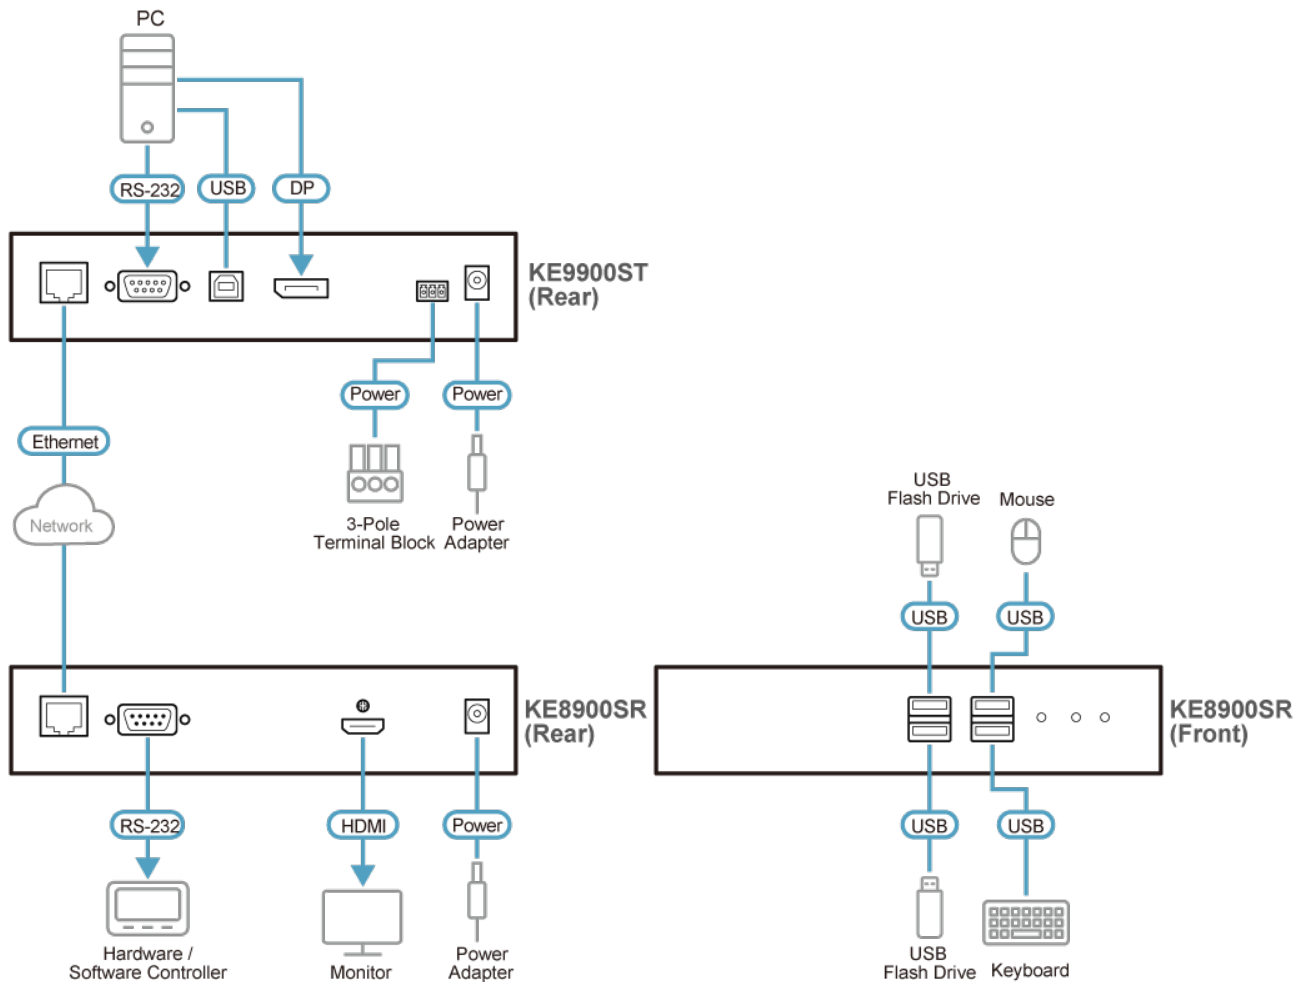 PC
RS-232
USB
DP
KE9900ST
(Rear)
Power
Power
Ethernet
Network
3-Pole
Terminal Block
Power
Adapter
USB
Flash Drive
Mouse
USB
USB
KE8900SR
(Rear)
KE8900SR
(Front)
RS-232
HDMI
Power
USB
USB
Hardware /
Software Controller
Monitor
Power
Adapter
USB
Flash Drive
Keyboard